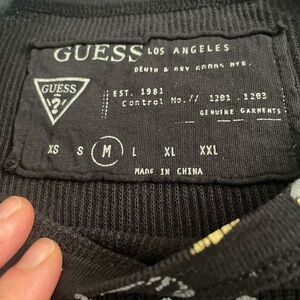 GUESS LOS ANGELES
DENIM & DRY GOODS MFG.
GUESS
?
EST. 1981
Control No.// 1201 , 1203
GENUINE GARMENTS
XS S M L XL XXL
MADE IN CHINA